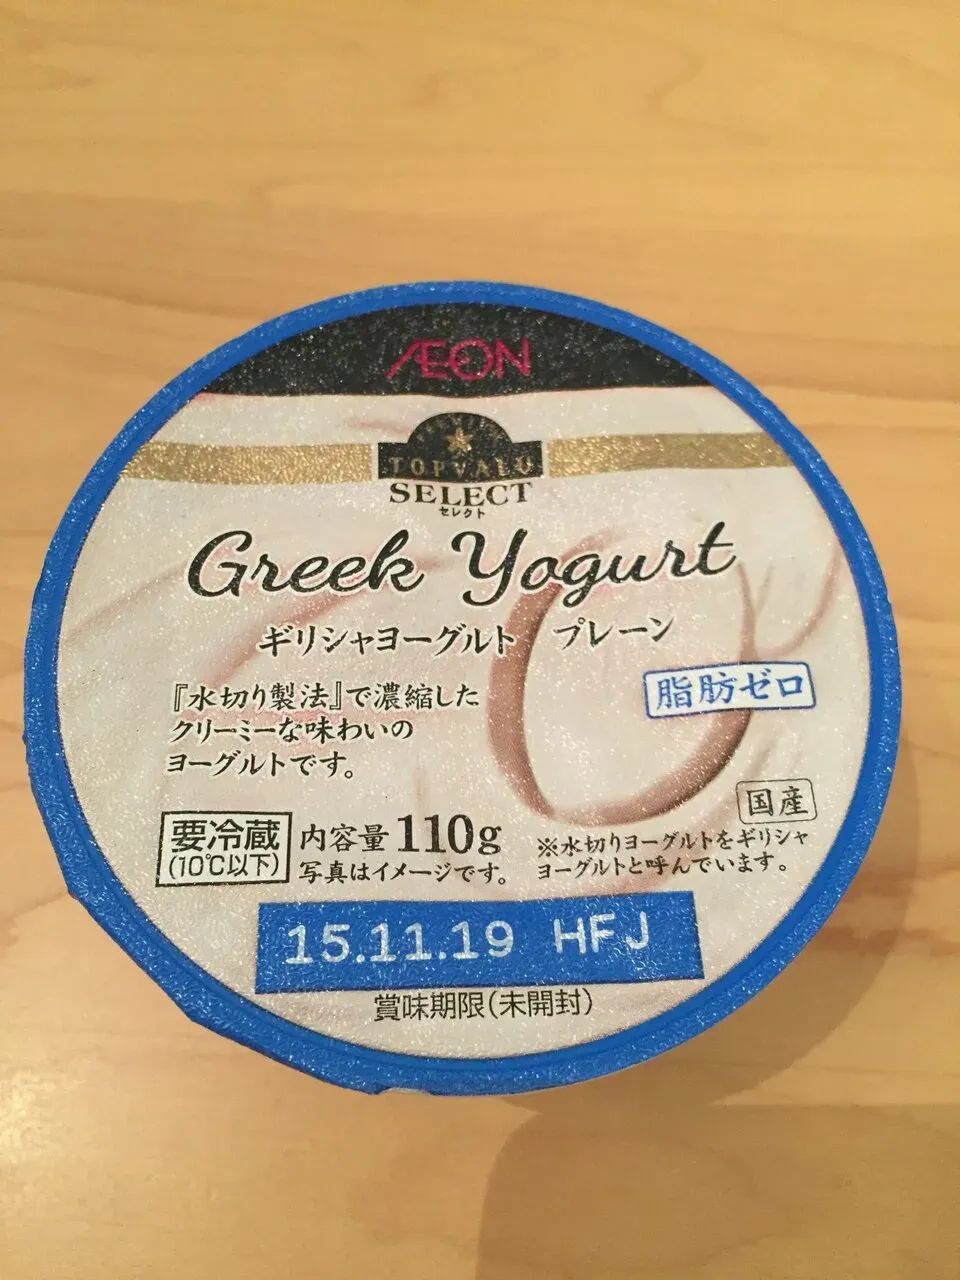 ÆON
TOPVALU
SELECT
セレクト
Greek Yogurt
ギリシャヨーグルト プレーン
『水切り製法』で濃縮した
クリーミーな味わいの
ヨーグルトです。
脂肪ゼロ
国産
要冷蔵
(10℃以下)
内容量 110g
写真はイメージです。
※水切りヨーグルトをギリシャ
ヨーグルトと呼んでいます。
15.11.19 HFJ
賞味期限(未開封)